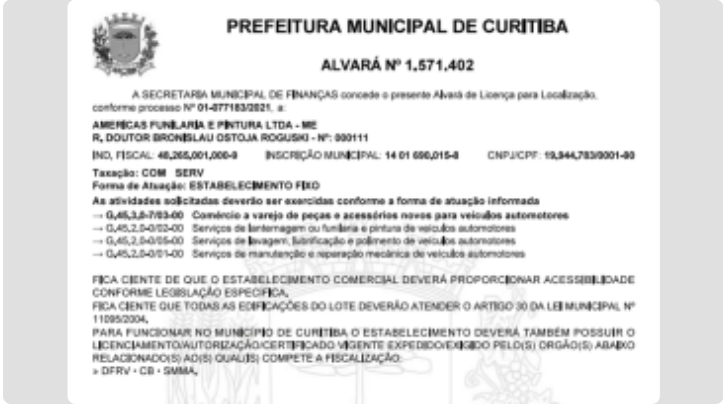 PREFEITURA MUNICIPAL DE CURITIBA
ALVARÁ Nº 1.571.402
A SECRETARIA MUNICIPAL DE FINANÇAS concede o presente Alvará de Licença para Localização,
conforme processo Nº 01-077183/2021, a:
AMERICAS FUNILARIA E PINTURA LTDA - ME
R. DOUTOR BRONISLAU OSTOJA ROGUSKI - Nº: 000111
IND. FISCAL: 48.265.001.000-9 INSCRIÇÃO MUNICIPAL: 14 01 690.015-8 CNPJ/CPF: 19.944.783/0001-80
Taxação: COM SERV
Forma de Atuação: ESTABELECIMENTO FIXO
As atividades solicitadas deverão ser exercidas conforme a forma de atuação informada
→ G.45.3.0-7/03-00 Comércio a varejo de peças e acessórios novos para veículos automotores
→ G.45.2.0-0/02-00 Serviços de lanternagem ou funilaria e pintura de veículos automotores
→ G.45.2.0-0/05-00 Serviços de lavagem, lubrificação e polimento de veículos automotores
→ G.45.2.0-0/01-00 Serviços de manutenção e reparação mecânica de veículos automotores
FICA CIENTE DE QUE O ESTABELECIMENTO COMERCIAL DEVERÁ PROPORCIONAR ACESSIBILIDADE
CONFORME LEGISLAÇÃO ESPECÍFICA.
FICA CIENTE QUE TODAS AS EDIFICAÇÕES DO LOTE DEVERÃO ATENDER O ARTIGO 30 DA LEI MUNICIPAL Nº
11095/2004.
PARA FUNCIONAR NO MUNICÍPIO DE CURITIBA O ESTABELECIMENTO DEVERÁ TAMBÉM POSSUIR O
LICENCIAMENTO/AUTORIZAÇÃO/CERTIFICADO VIGENTE EXPEDIDO/EXIGIDO PELO(S) ORGÃO(S) ABAIXO
RELACIONADO(S) AO(S) QUAL(IS) COMPETE A FISCALIZAÇÃO:
» DFRV - CB - SMMA.